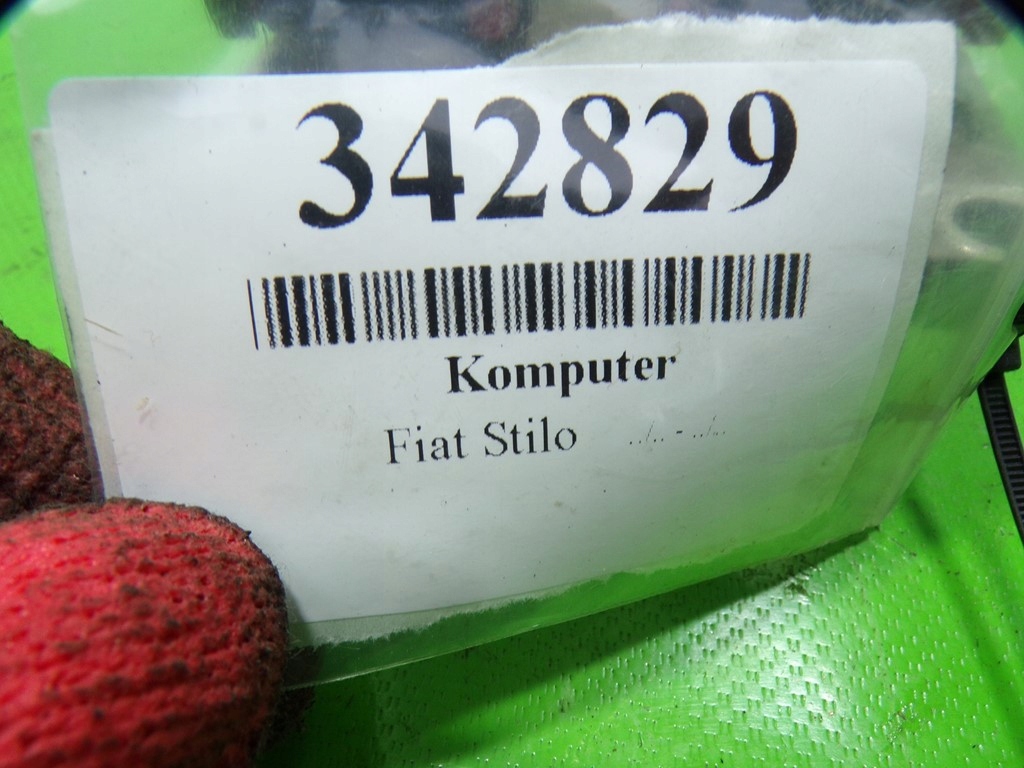 342829
Komputer
Fiat Stilo ../.. - ../..